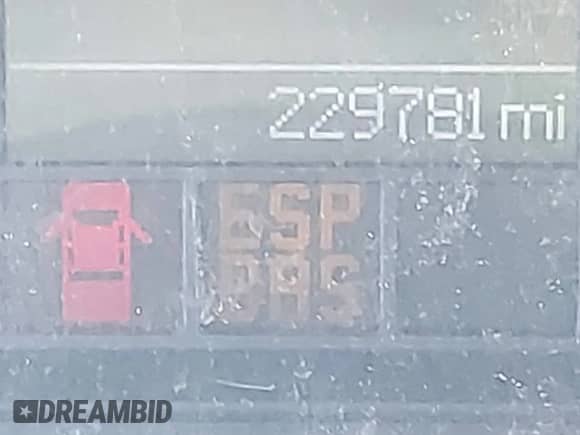 229781 mi
ESP
BAS
DREAMBID